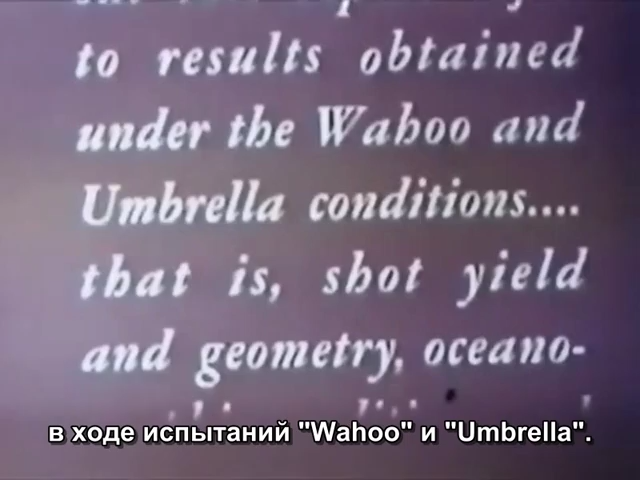 to results obtained
under the Wahoo and
Umbrella conditions....
that is, shot yield
and geometry, oceano-
в ходе испытаний "Wahoo" и "Umbrella".